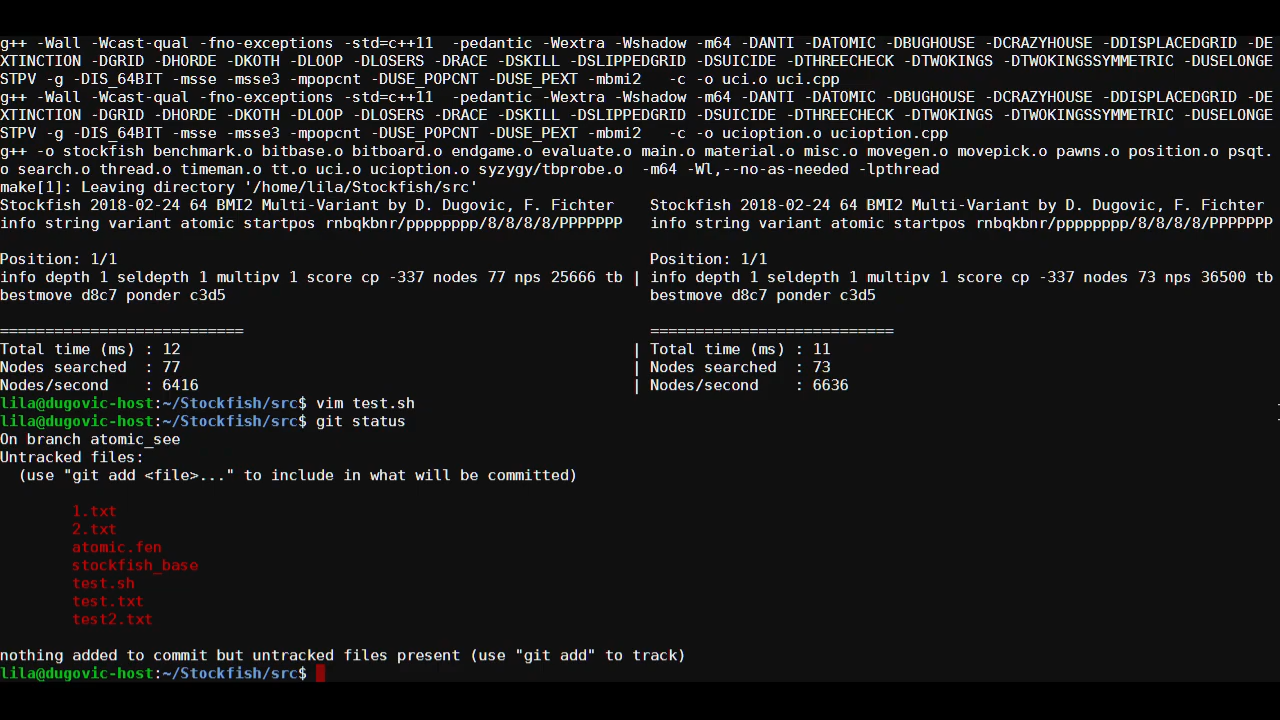 g++ -Wall -Wcast-qual -fno-exceptions -std=c++11  -pedantic -Wextra -Wshadow -m64 -DANTI -DATOMIC -DBUGHOUSE -DCRAZYHOUSE -DDISPLACEDGRID -DE
XTINCTION -DGRID -DHORDE -DKOTH -DLOOP -DLOSERS -DRACE -DSKILL -DSLIPPEDGRID -DSUICIDE -DTHREECHECK -DTWOKINGS -DTWOKINGSSYMMETRIC -DUSELONGE
STPV -g -DIS_64BIT -msse -msse3 -mpopcnt -DUSE_POPCNT -DUSE_PEXT -mbmi2   -c -o uci.o uci.cpp
g++ -Wall -Wcast-qual -fno-exceptions -std=c++11  -pedantic -Wextra -Wshadow -m64 -DANTI -DATOMIC -DBUGHOUSE -DCRAZYHOUSE -DDISPLACEDGRID -DE
XTINCTION -DGRID -DHORDE -DKOTH -DLOOP -DLOSERS -DRACE -DSKILL -DSLIPPEDGRID -DSUICIDE -DTHREECHECK -DTWOKINGS -DTWOKINGSSYMMETRIC -DUSELONGE
STPV -g -DIS_64BIT -msse -msse3 -mpopcnt -DUSE_POPCNT -DUSE_PEXT -mbmi2   -c -o ucioption.o ucioption.cpp
g++ -o stockfish benchmark.o bitbase.o bitboard.o endgame.o evaluate.o main.o material.o misc.o movegen.o movepick.o pawns.o position.o psqt.
o search.o thread.o timeman.o tt.o uci.o ucioption.o syzygy/tbprobe.o  -m64 -Wl,--no-as-needed -lpthread
make[1]: Leaving directory '/home/lila/Stockfish/src'
Stockfish 2018-02-24 64 BMI2 Multi-Variant by D. Dugovic, F. Fichter    Stockfish 2018-02-24 64 BMI2 Multi-Variant by D. Dugovic, F. Fichter
info string variant atomic startpos rnbqkbnr/pppppppp/8/8/8/8/PPPPPPP   info string variant atomic startpos rnbqkbnr/pppppppp/8/8/8/8/PPPPPPP
Position: 1/1    Position: 1/1
info depth 1 seldepth 1 multipv 1 score cp -337 nodes 77 nps 25666 tb | info depth 1 seldepth 1 multipv 1 score cp -337 nodes 73 nps 36500 tb
bestmove d8c7 ponder c3d5    bestmove d8c7 ponder c3d5
===========================    ===========================
Total time (ms) : 12    | Total time (ms) : 11
Nodes searched  : 77    | Nodes searched  : 73
Nodes/second    : 6416    | Nodes/second    : 6636
lila@dugovic-host:~/Stockfish/src$ vim test.sh
lila@dugovic-host:~/Stockfish/src$ git status
On branch atomic_see
Untracked files:
  (use "git add <file>..." to include in what will be committed)
1.txt
2.txt
atomic.fen
stockfish_base
test.sh
test.txt
test2.txt
nothing added to commit but untracked files present (use "git add" to track)
lila@dugovic-host:~/Stockfish/src$